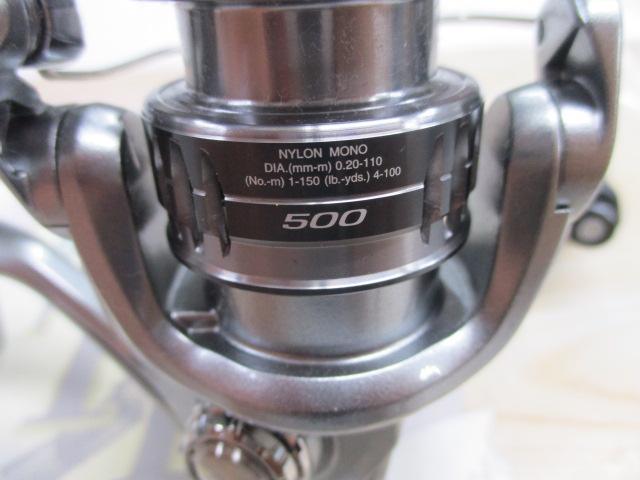 NYLON MONO
DIA.(mm-m) 0.20-110
(No.-m) 1-150 (lb.-yds.) 4-100
500